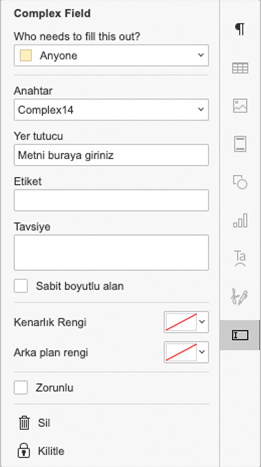 Complex Field
Who needs to fill this out?
Anyone
Anahtar
Complex14
Yer tutucu
Metni buraya giriniz
Etiket
Tavsiye
Sabit boyutlu alan
Kenarlık Rengi
Arka plan rengi
Zorunlu
Sil
Kilitle